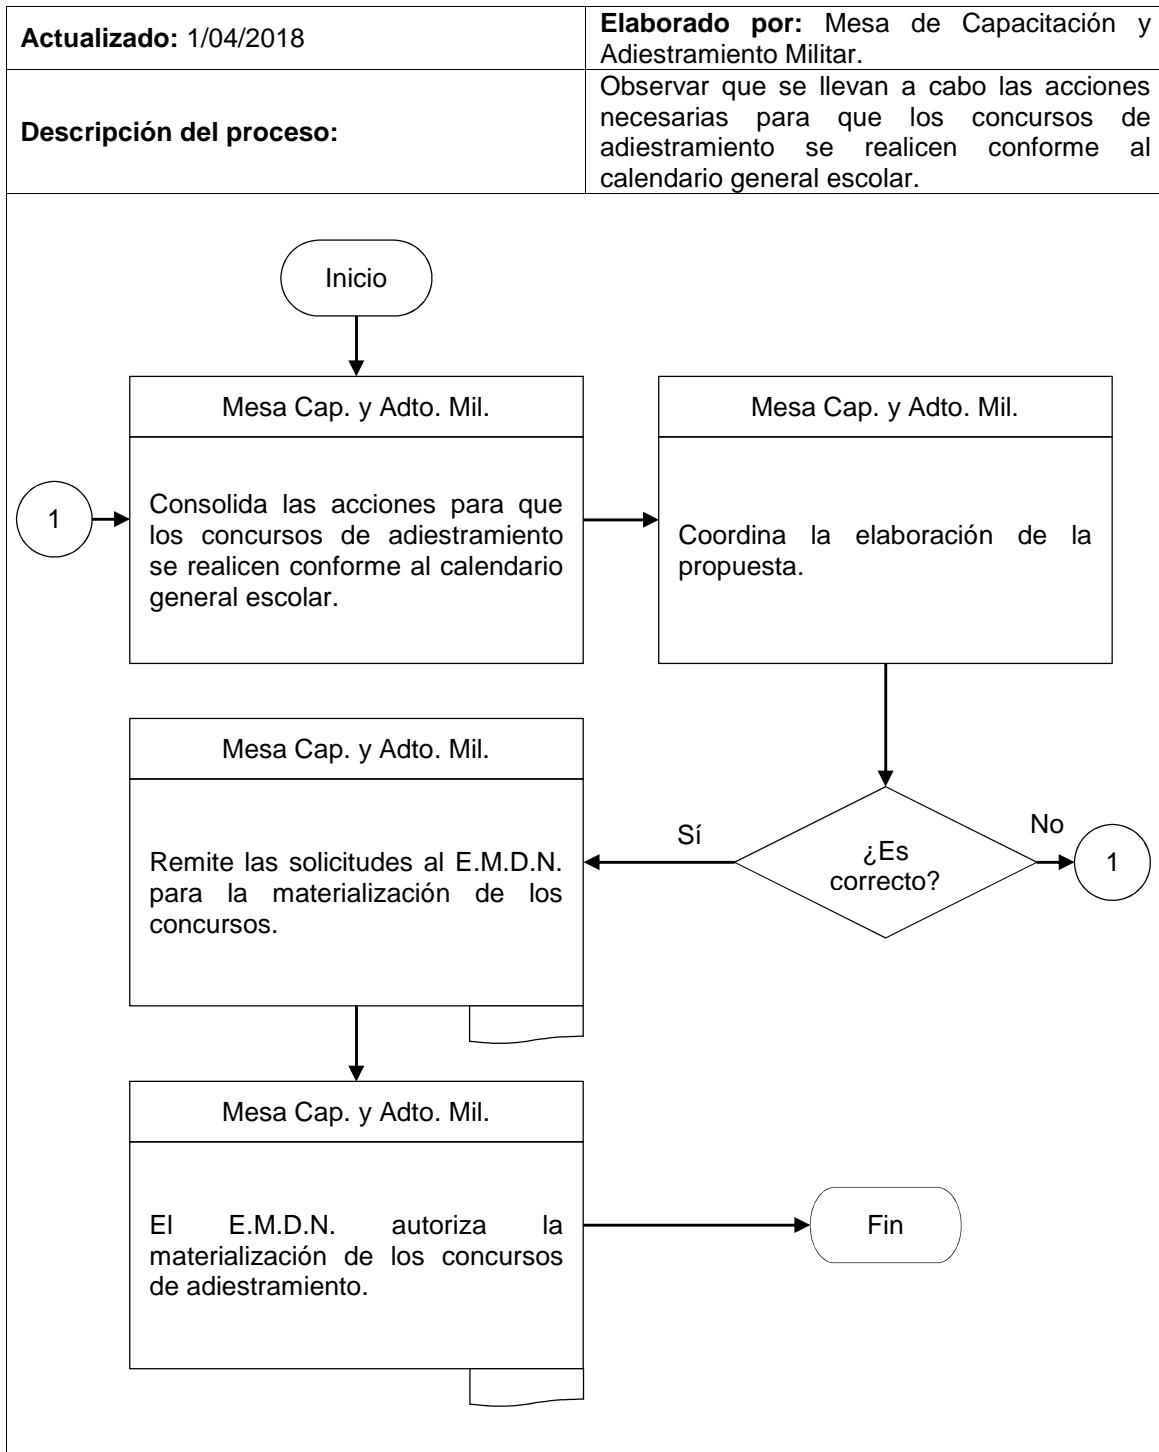 Actualizado: 1/04/2018
Elaborado por: Mesa de Capacitación y
Adiestramiento Militar.
Descripción del proceso:
Observar que se llevan a cabo las acciones
necesarias para que los concursos de
adiestramiento se realicen conforme al
calendario general escolar.
Inicio
Mesa Cap. y Adto. Mil.
1
Consolida las acciones para que
los concursos de adiestramiento
se realicen conforme al calendario
general escolar.
Mesa Cap. y Adto. Mil.
Coordina la elaboración de la
propuesta.
¿Es
correcto?
No
1
Sí
Mesa Cap. y Adto. Mil.
Remite las solicitudes al E.M.D.N.
para la materialización de los
concursos.
Mesa Cap. y Adto. Mil.
El E.M.D.N. autoriza la
materialización de los concursos
de adiestramiento.
Fin